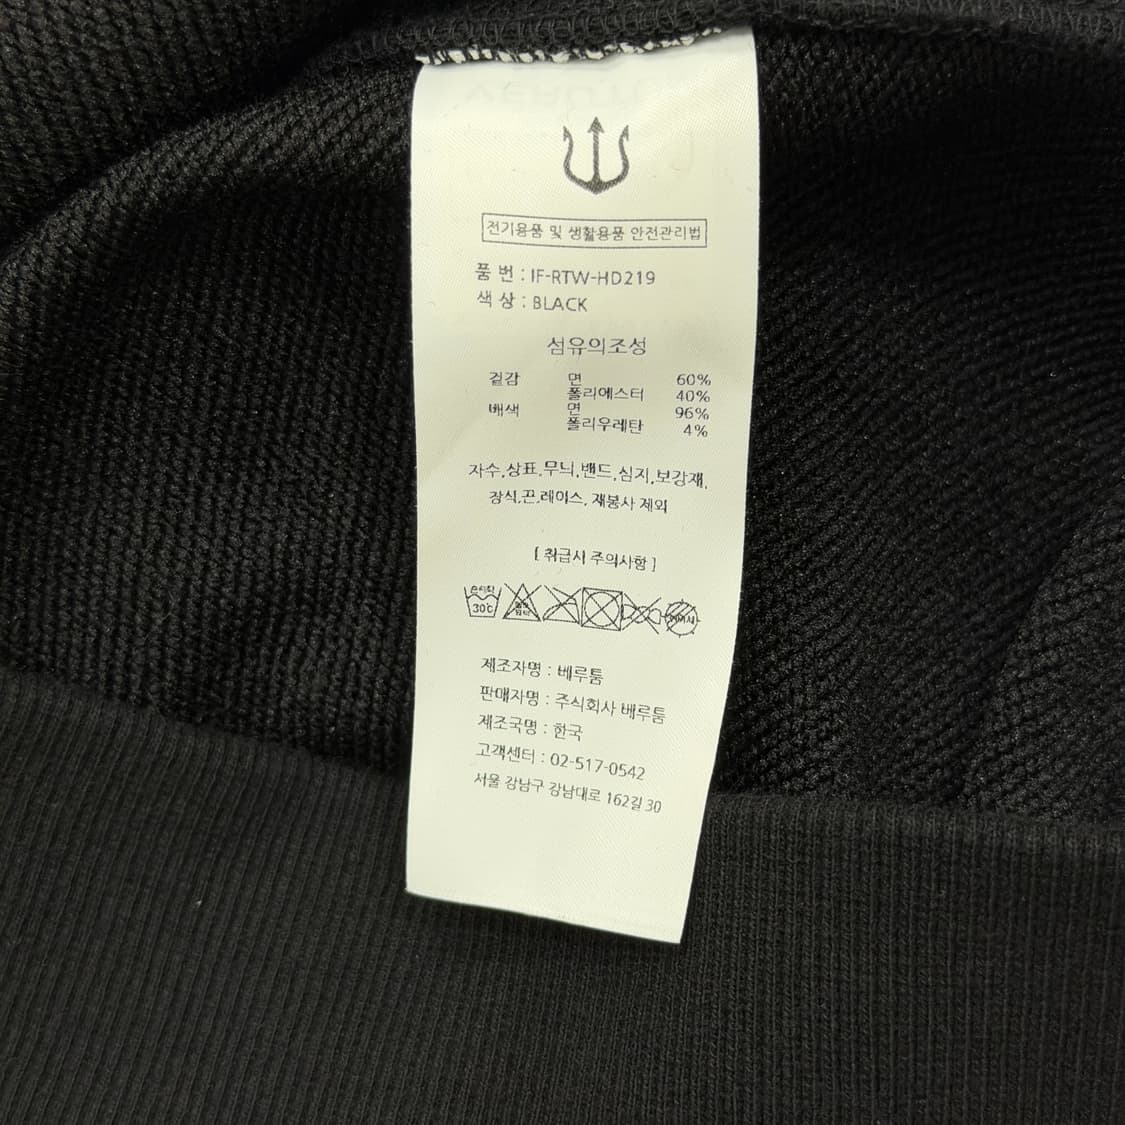 전기용품 및 생활용품 안전관리법
품 번 : IF-RTW-HD219
색 상 : BLACK
섬유의조성
겉감 면 60%
폴리에스터 40%
배색 면 96%
폴리우레탄 4%
자수,상표,무늬,밴드,심지,보강재,
장식,끈,레이스, 재봉사 제외
[ 취급시 주의사항 ]
손세탁
30℃
제조자명 : 배루툼
판매자명 : 주식회사 배루툼
제조국명 : 한국
고객센터 : 02-517-0542
서울 강남구 강남대로 162길 30